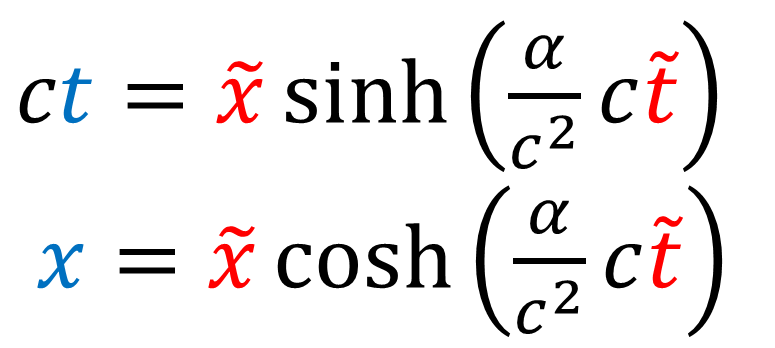 ct = x̃ sinh(α/c² ct̃)
x = x̃ cosh(α/c² ct̃)